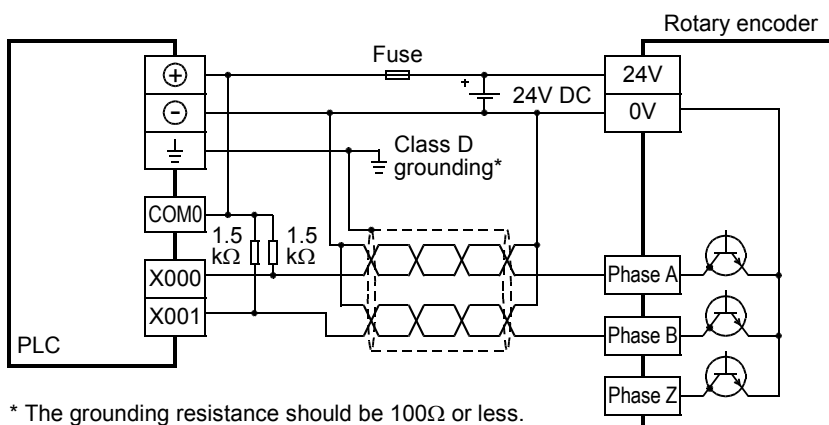 Rotary encoder
Fuse
+
-
+
24V DC
24V
0V
Class D
grounding*
COM0
1.5
kΩ
1.5
kΩ
X000
X001
PLC
Phase A
Phase B
Phase Z
* The grounding resistance should be 100Ω or less.